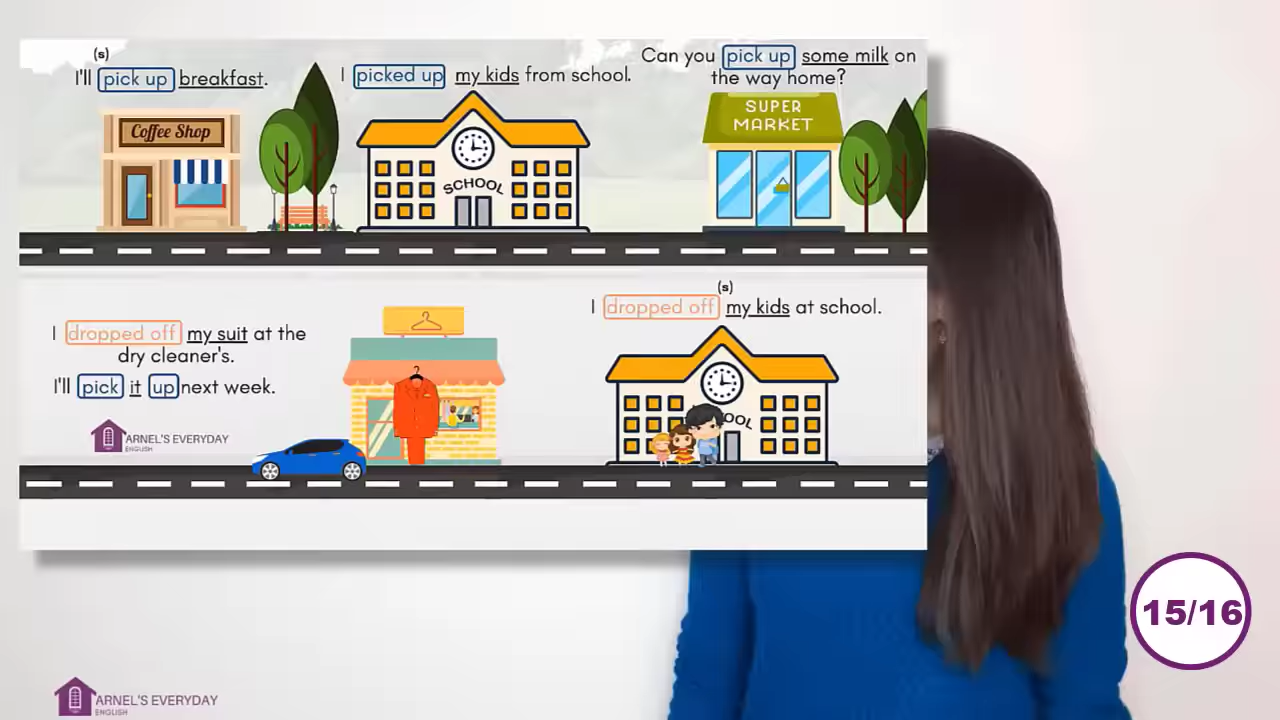 (s)
I'll pick up breakfast.
I picked up my kids from school.
Can you pick up some milk on
the way home?
Coffee Shop
SCHOOL
SUPER
MARKET
(s)
I dropped off my kids at school.
I dropped off my suit at the
dry cleaner's.
I'll pick it up next week.
ARNEL'S EVERYDAY
ENGLISH
OOL
15/16
ARNEL'S EVERYDAY
ENGLISH